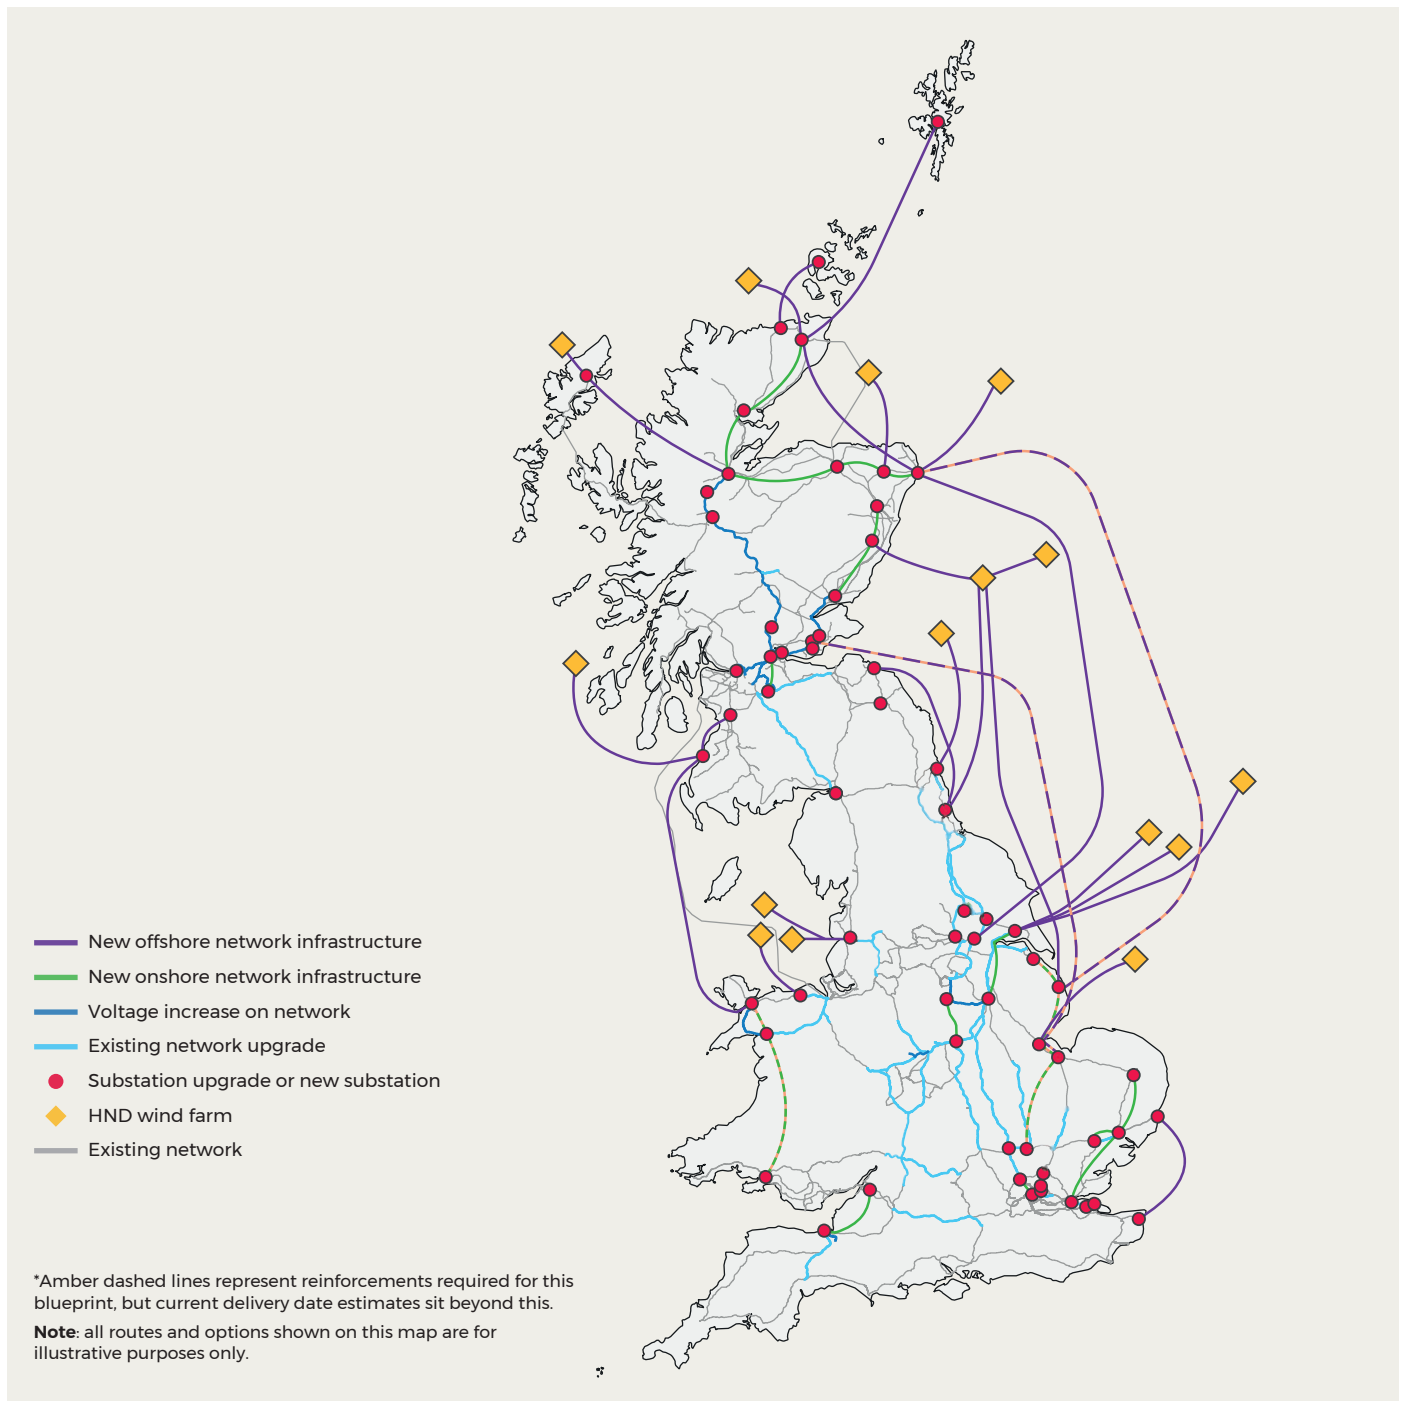 New offshore network infrastructure
New onshore network infrastructure
Voltage increase on network
Existing network upgrade
Substation upgrade or new substation
HND wind farm
Existing network
*Amber dashed lines represent reinforcements required for this
blueprint, but current delivery date estimates sit beyond this.
Note: all routes and options shown on this map are for
illustrative purposes only.